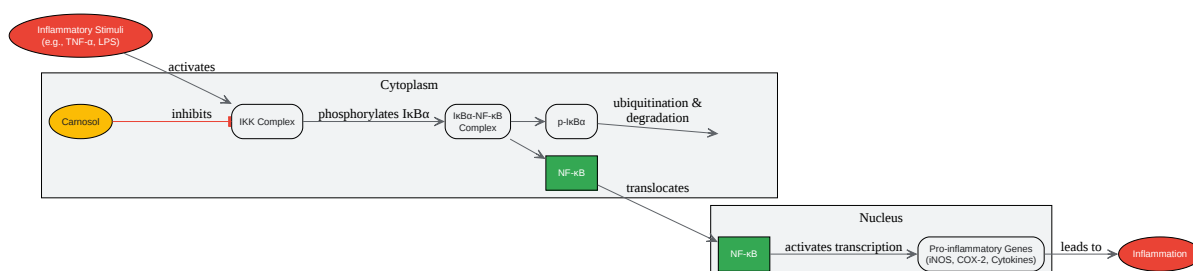 Inflammatory Stimuli
(e.g., TNF-α, LPS)
activates
Cytoplasm
Carnosol
inhibits
IKK Complex
phosphorylates IκBα
IκBα-NF-κB
Complex
p-IκBα
ubiquitination &
degradation
NF-κB
translocates
Nucleus
NF-κB
activates transcription
Pro-inflammatory Genes
(iNOS, COX-2, Cytokines)
leads to
Inflammation